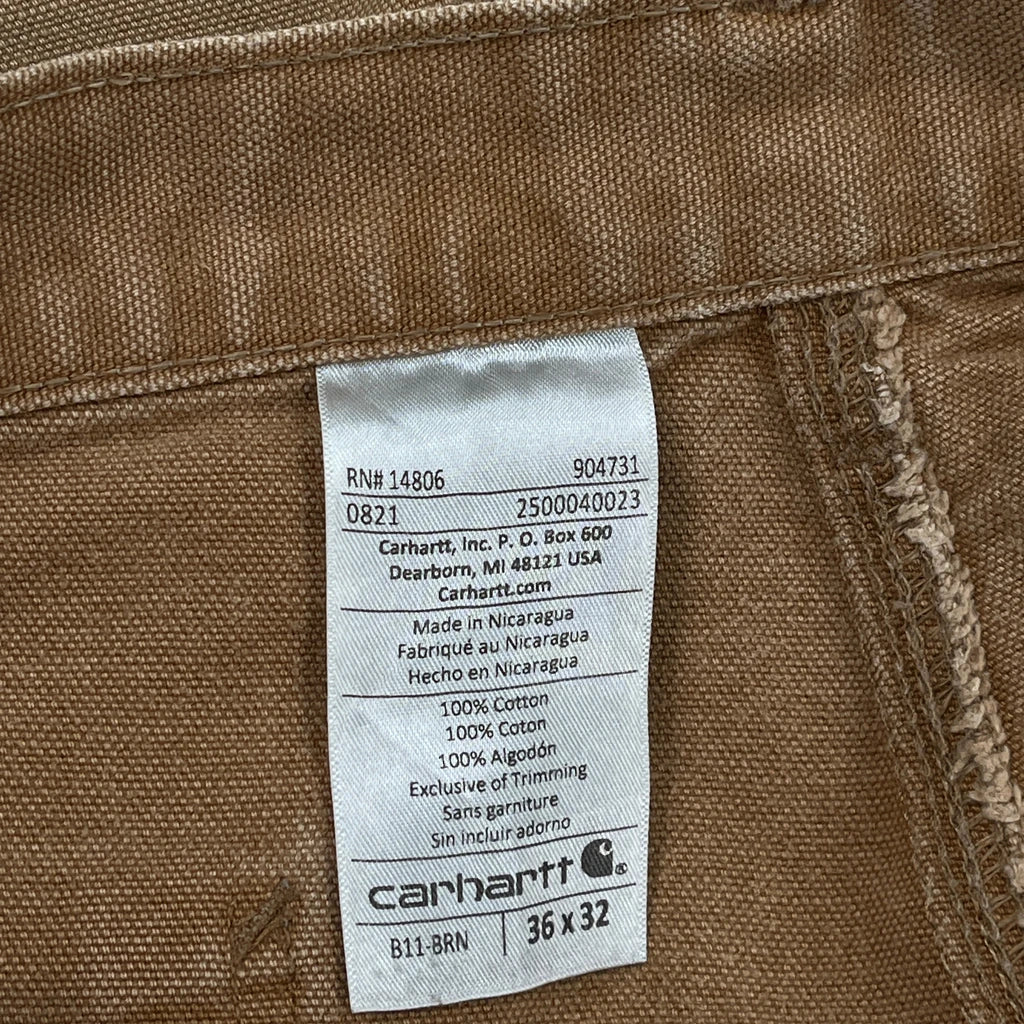 RN# 14806 904731
0821 2500040023
Carhartt, Inc. P. O. Box 600
Dearborn, MI 48121 USA
Carhartt.com
Made in Nicaragua
Fabriqué au Nicaragua
Hecho en Nicaragua
100% Cotton
100% Coton
100% Algodón
Exclusive of Trimming
Sans garniture
Sin incluir adorno
carhartt®
B11-BRN 36 x 32